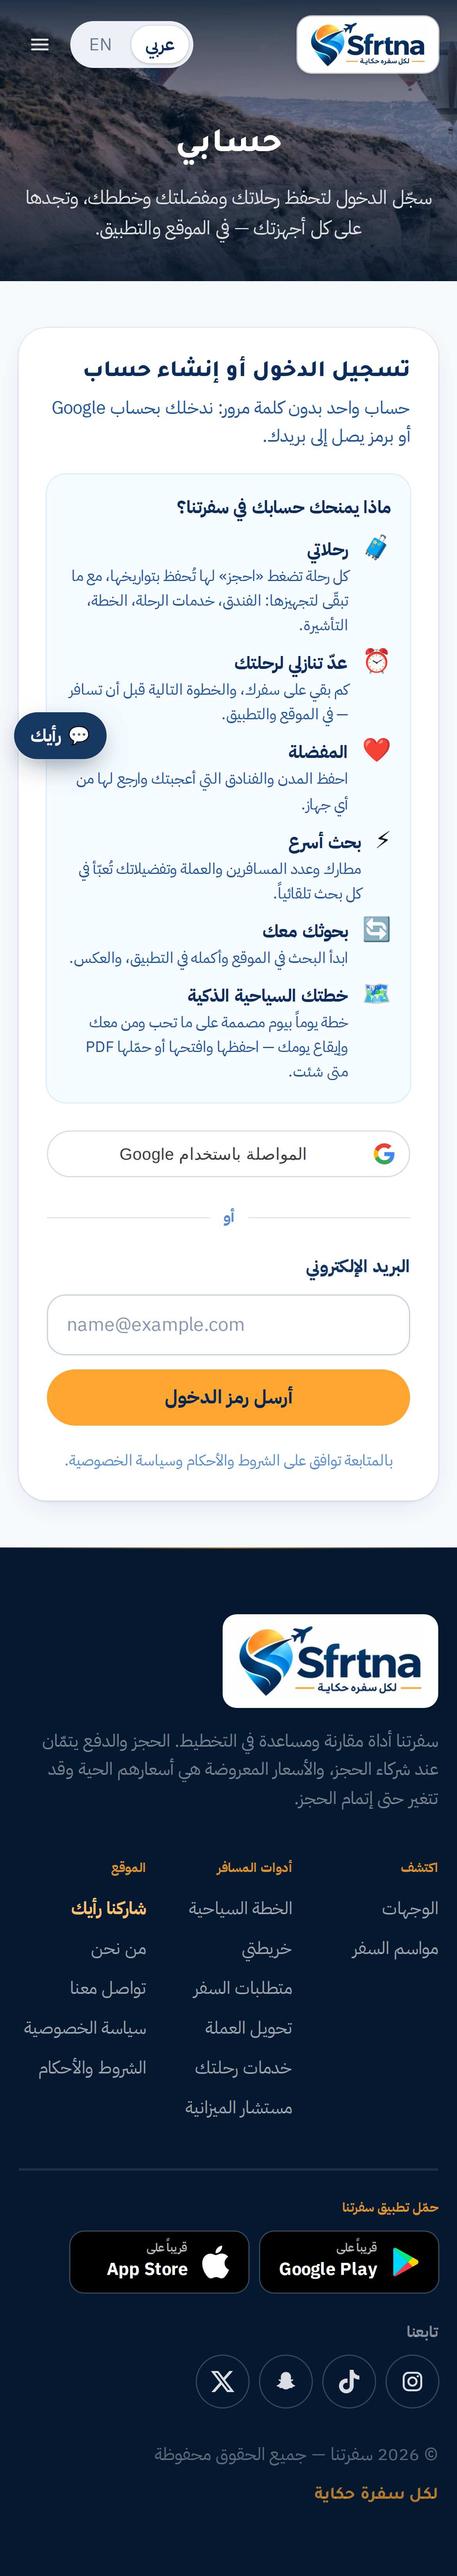 Sfrtna
لكل سفره حكاية
عربي
EN
حسابي
سجّل الدخول لتحفظ رحلاتك ومفضلتك وخططك، وتجدها
على كل أجهزتك — في الموقع والتطبيق.
تسجيل الدخول أو إنشاء حساب
حساب واحد بدون كلمة مرور: ندخلك بحساب Google
أو برمز يصل إلى بريدك.
ماذا يمنحك حسابك في سفرتنا؟
🧳 رحلاتي
كل رحلة تضغط «احجز» لها تُحفظ بتواريخها، مع ما
تبقّى لتجهيزها: الفندق، خدمات الرحلة، الخطة،
التأشيرة.
⏰ عدّ تنازلي لرحلتك
كم بقي على سفرك، والخطوة التالية قبل أن تسافر
— في الموقع والتطبيق.
❤️ المفضلة
احفظ المدن والفنادق التي أعجبتك وارجع لها من
أي جهاز.
⚡ بحث أسرع
مطارك وعدد المسافرين والعملة وتفضيلاتك تُعبّأ في
كل بحث تلقائياً.
🔄 بحوثك معك
ابدأ البحث في الموقع وأكمله في التطبيق، والعكس.
🗺️ خطتك السياحية الذكية
خطة يوماً بيوم مصممة على ما تحب ومن معك
وإيقاع يومك — احفظها وافتحها أو حمّلها PDF
متى شئت.
💬 رأيك
المواصلة باستخدام Google
أو
البريد الإلكتروني
name@example.com
أرسل رمز الدخول
بالمتابعة توافق على الشروط والأحكام وسياسة الخصوصية.
Sfrtna
لكل سفره حكاية
سفرتنا أداة مقارنة ومساعدة في التخطيط. الحجز والدفع يتمّان
عند شركاء الحجز، والأسعار المعروضة هي أسعارهم الحية وقد
تتغير حتى إتمام الحجز.
اكتشف
الوجهات
مواسم السفر
أدوات المسافر
الخطة السياحية
خريطتي
متطلبات السفر
تحويل العملة
خدمات رحلتك
مستشار الميزانية
الموقع
شاركنا رأيك
من نحن
تواصل معنا
سياسة الخصوصية
الشروط والأحكام
حمّل تطبيق سفرتنا
قريباً على
Google Play
قريباً على
App Store
تابعنا
© 2026 سفرتنا — جميع الحقوق محفوظة
لكل سفرة حكاية